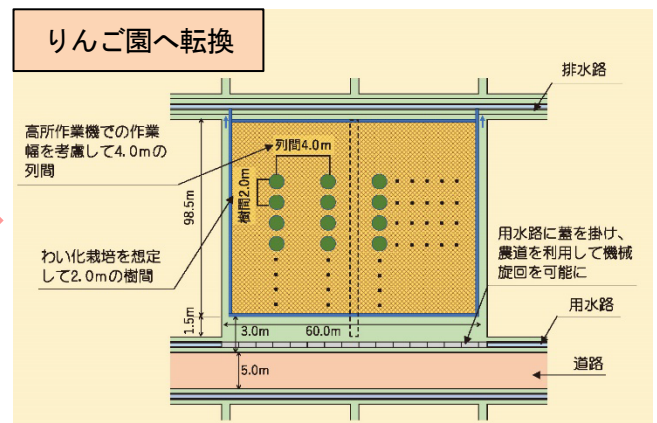 りんご園へ転換
排水路
高所作業機での作業
幅を考慮して4.0mの
列間
列間4.0m
樹間2.0m
98.5m
わい化栽培を想定
して2.0mの樹間
用水路に蓋を掛け、
農道を利用して機械
旋回を可能に
用水路
1.5m
3.0m
60.0m
道路
5.0m